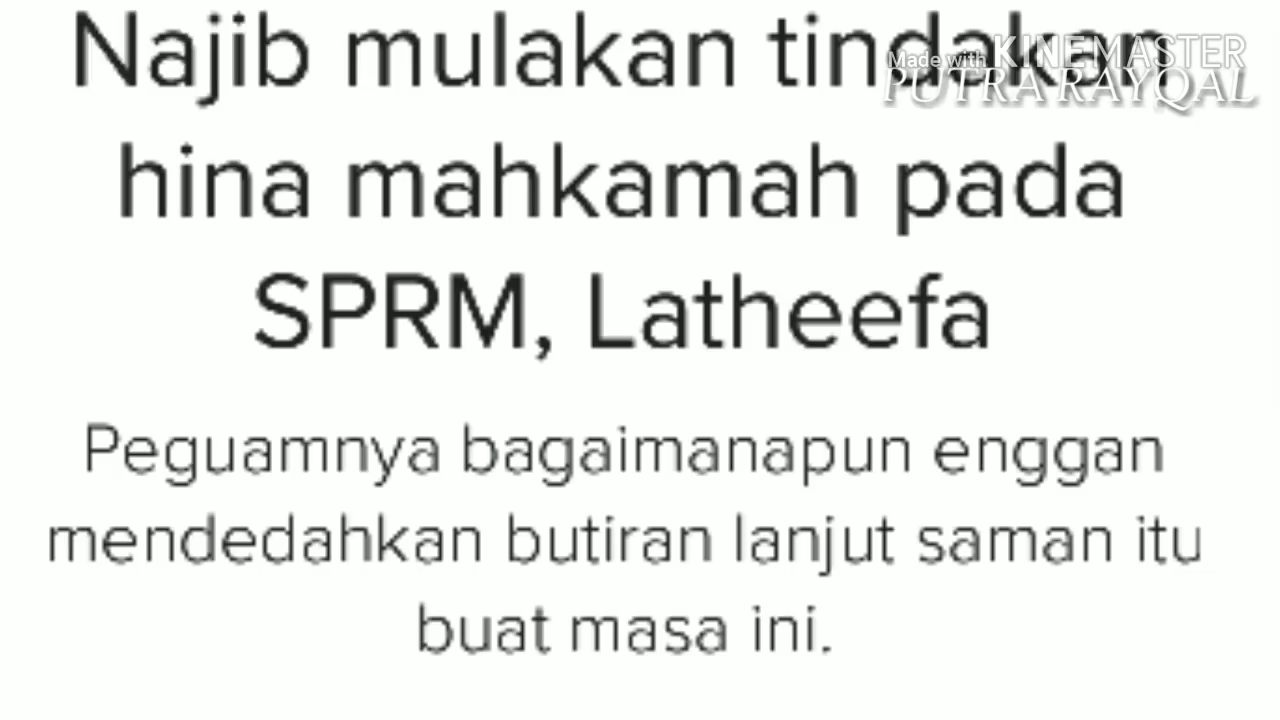 Najib mulakan tindakan
Made with KINEMASTER
PUTRA RAYQAL
hina mahkamah pada
SPRM, Latheefa
Peguamnya bagaimanapun enggan
mendedahkan butiran lanjut saman itu
buat masa ini.